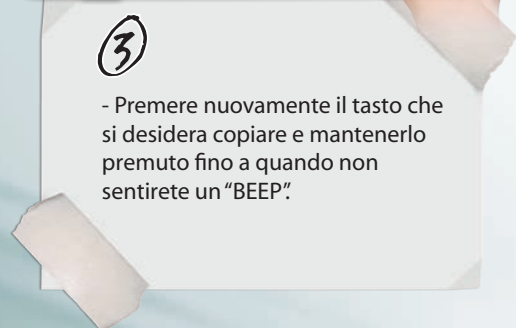 3
- Premere nuovamente il tasto che
si desidera copiare e mantenerlo
premuto fino a quando non
sentirete un “BEEP”.